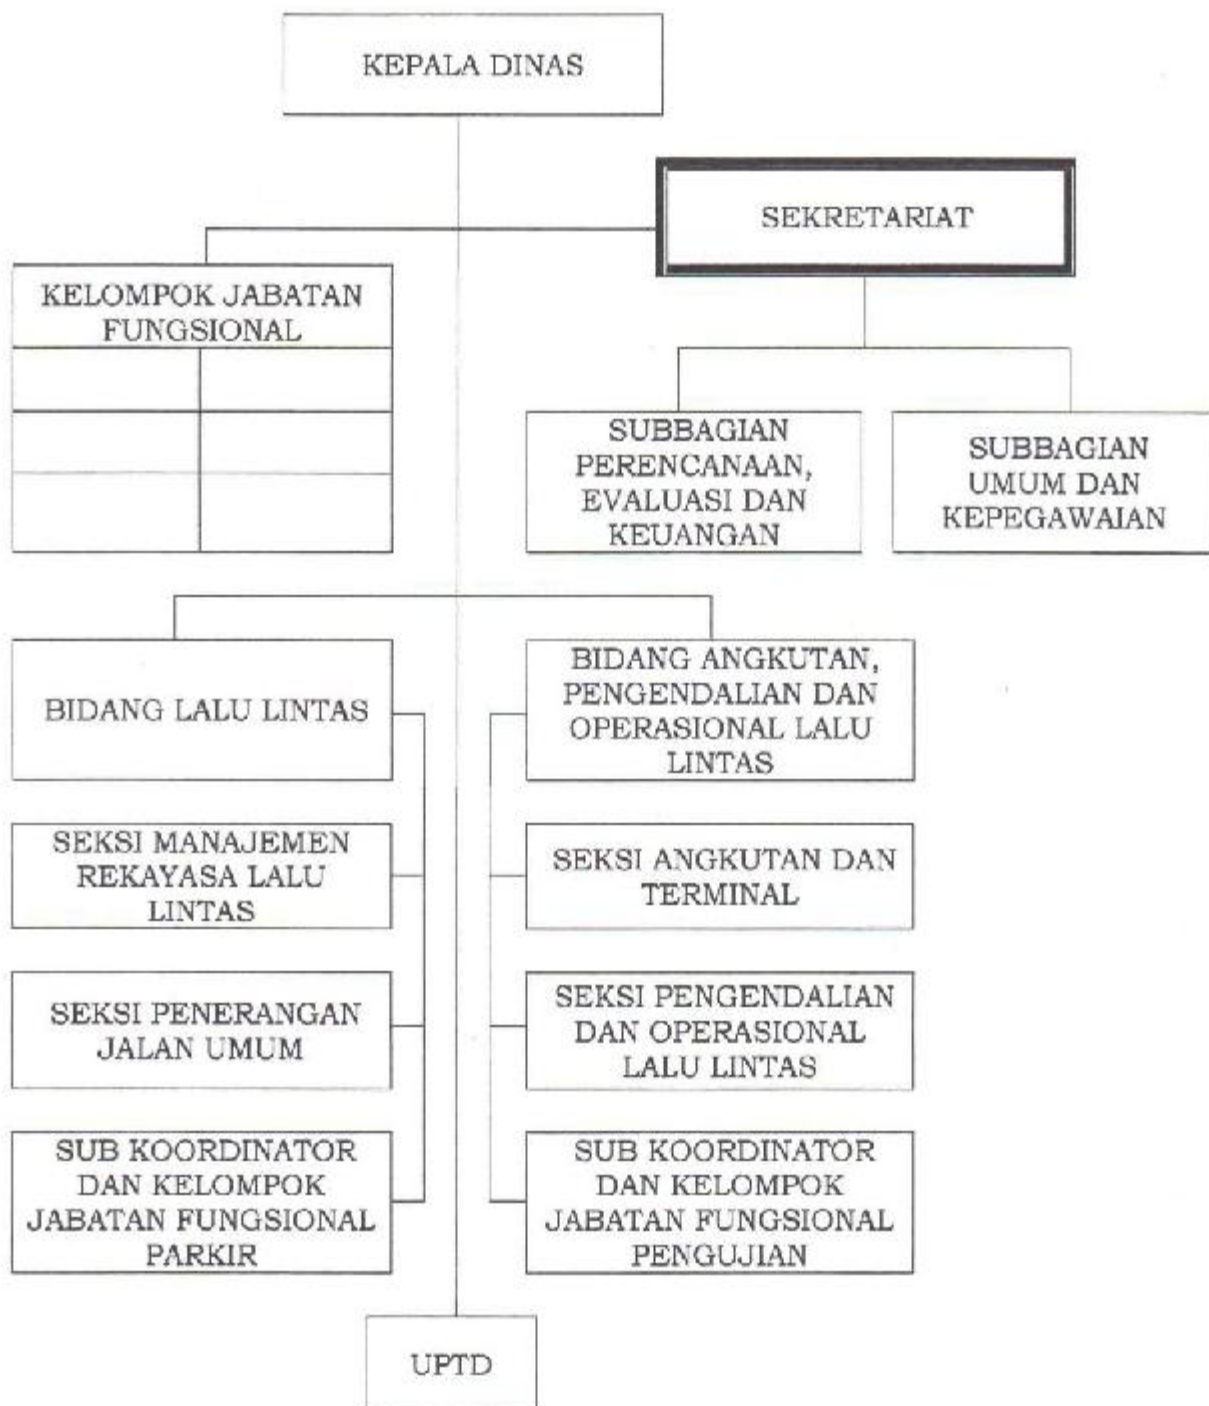 KEPALA DINAS
SEKRETARIAT
KELOMPOK JABATAN
FUNGSIONAL
SUBBAGIAN
PERENCANAAN,
EVALUASI DAN
KEUANGAN
SUBBAGIAN
UMUM DAN
KEPEGAWAIAN
BIDANG LALU LINTAS
BIDANG ANGKUTAN,
PENGENDALIAN DAN
OPERASIONAL LALU
LINTAS
SEKSI MANAJEMEN
REKAYASA LALU
LINTAS
SEKSI ANGKUTAN DAN
TERMINAL
SEKSI PENERANGAN
JALAN UMUM
SEKSI PENGENDALIAN
DAN OPERASIONAL
LALU LINTAS
SUB KOORDINATOR
DAN KELOMPOK
JABATAN FUNGSIONAL
PARKIR
SUB KOORDINATOR
DAN KELOMPOK
JABATAN FUNGSIONAL
PENGUJIAN
UPTD